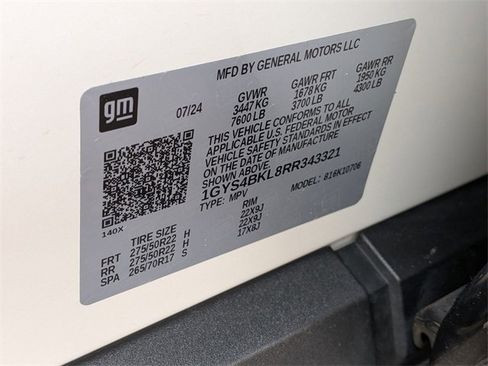 MFD BY GENERAL MOTORS LLC
gm
07/24
GVWR GAWR FRT GAWR RR
3447 KG 1678 KG 1950 KG
7600 LB 3700 LB 4300 LB
THIS VEHICLE CONFORMS TO ALL
APPLICABLE U.S. FEDERAL MOTOR
VEHICLE SAFETY STANDARDS IN EFFECT
ON THE DATE OF MANUFACTURE
SHOWN ABOVE.
1GYS4BKL8RR343321
TYPE: MPV MODEL: 816K10706
140X
TIRE SIZE RIM
FRT 275/50R22 H 22X9J
RR 275/50R22 H 22X9J
SPA 265/70R17 S 17X8J